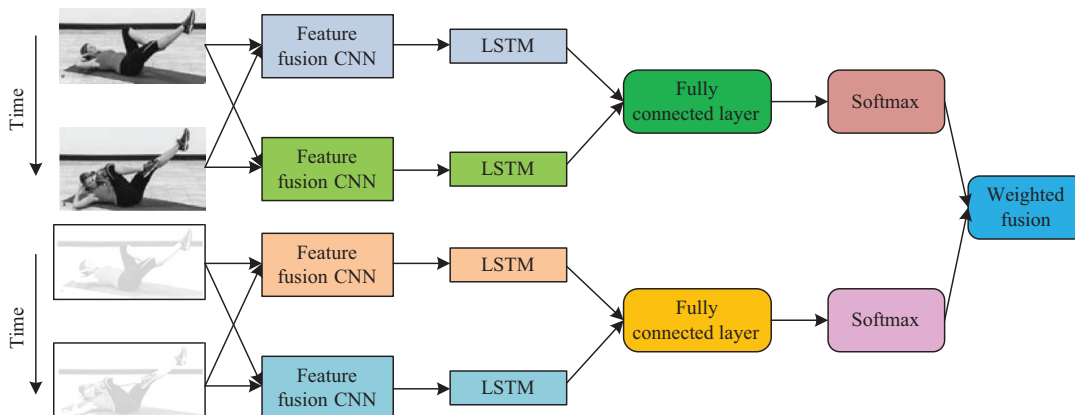 Time
Feature
fusion CNN
LSTM
Fully
connected layer
Softmax
Feature
fusion CNN
LSTM
Weighted
fusion
Time
Feature
fusion CNN
LSTM
Fully
connected layer
Softmax
Feature
fusion CNN
LSTM